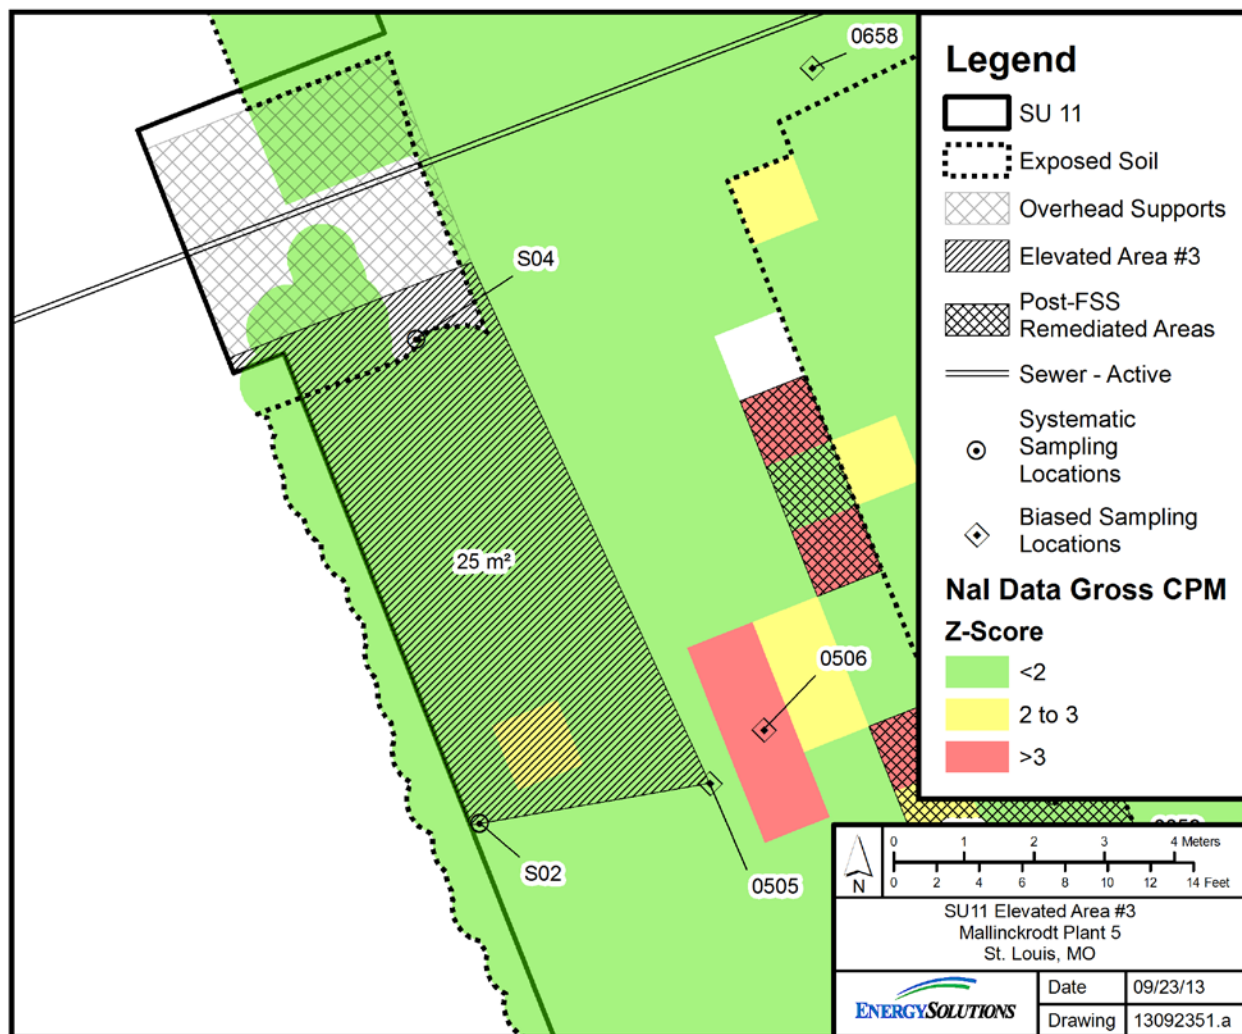 0658
S04
25 m²
0506
S02
0505
Legend
SU 11
Exposed Soil
Overhead Supports
Elevated Area #3
Post-FSS
Remediated Areas
Sewer - Active
Systematic
Sampling
Locations
Biased Sampling
Locations
NaI Data Gross CPM
Z-Score
<2
2 to 3
>3
N
0 1 2 3 4 Meters
0 2 4 6 8 10 12 14 Feet
SU11 Elevated Area #3
Mallinckrodt Plant 5
St. Louis, MO
ENERGYSOLUTIONS
Date 09/23/13
Drawing 13092351.a